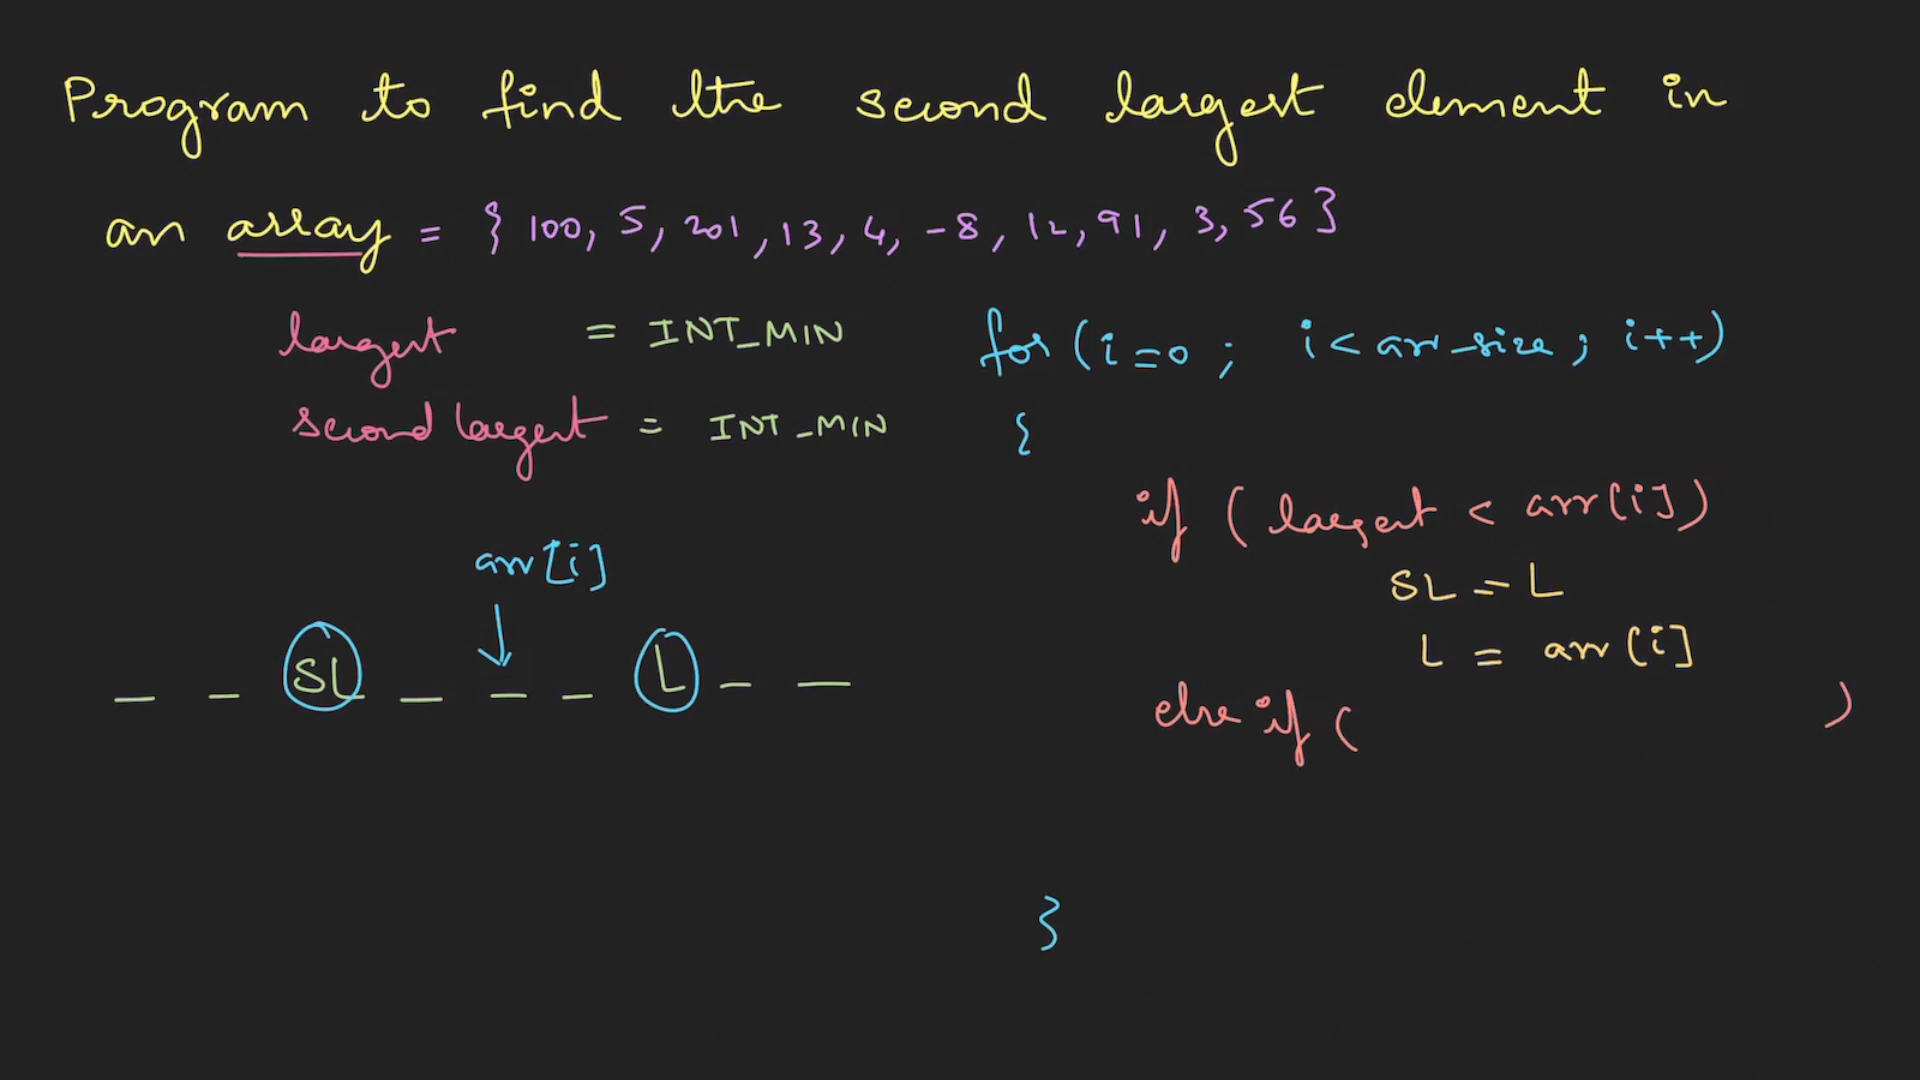 Program to find the second largest element in
an array = { 100, 5, 201, 13, 4, -8, 12, 91, 3, 56 }
largest = INT_MIN
second largest = INT_MIN
for (i=0 ; i < arr_size ; i++)
{
if ( largest < arr[i] )
SL = L
L = arr[i]
else if ( )
}
arr[i]
_ _ SL _ _ _ L _ _